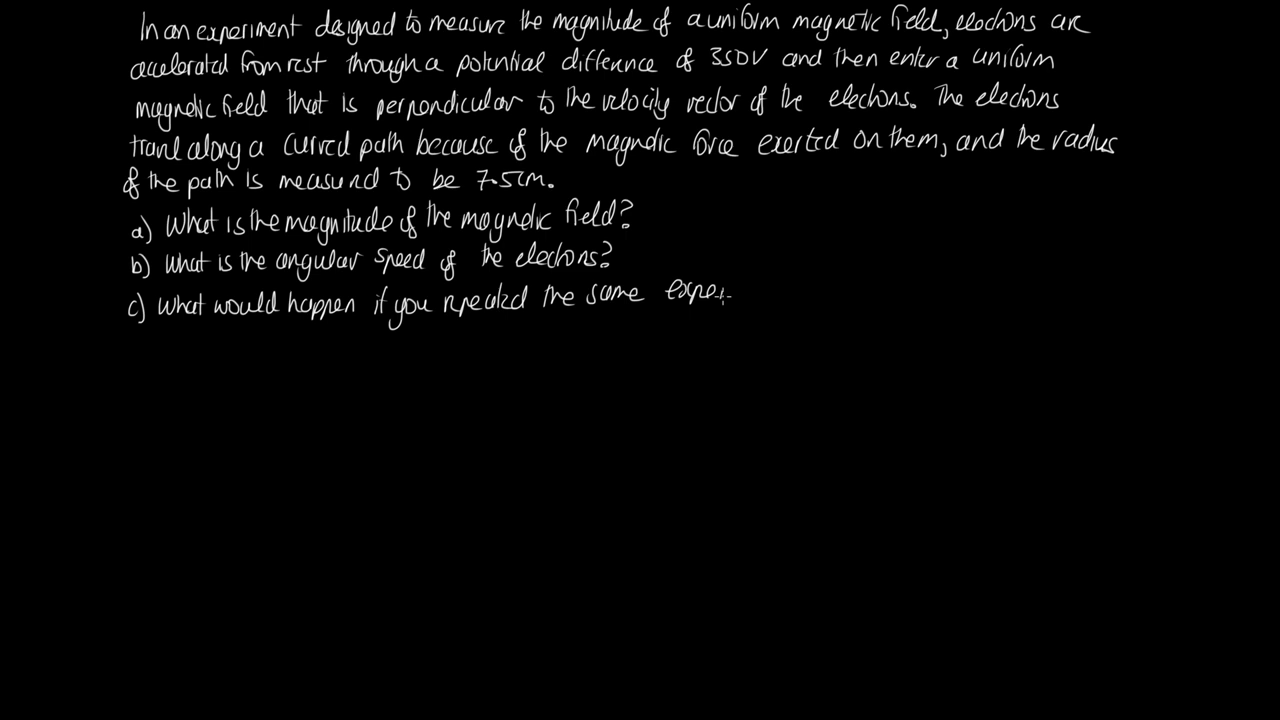 In an experiment designed to measure the magnitude of a uniform magnetic field, electrons are
accelerated from rest through a potential difference of 350V and then enter a uniform
magnetic field that is perpendicular to the velocity vector of the electrons. The electrons
travel along a curved path because of the magnetic force exerted on them, and the radius
of the path is measured to be 7.5cm.
a) What is the magnitude of the magnetic field?
b) What is the angular speed of the electrons?
c) What would happen if you repeated the same exper